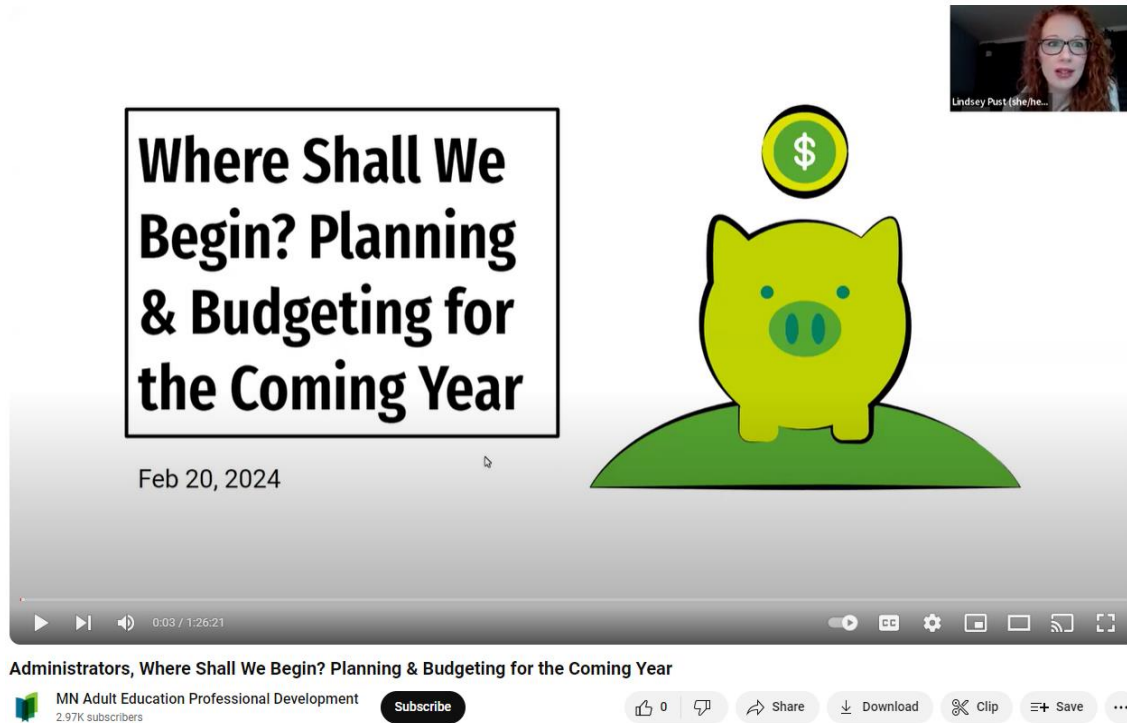 Lindsey Pust (she/he...
Where Shall We
Begin? Planning
& Budgeting for
the Coming Year
$
Feb 20, 2024
0:03 / 1:26:21
CC
Administrators, Where Shall We Begin? Planning & Budgeting for the Coming Year
MN Adult Education Professional Development
2.97K subscribers
Subscribe
0
Share
Download
Clip
Save
...